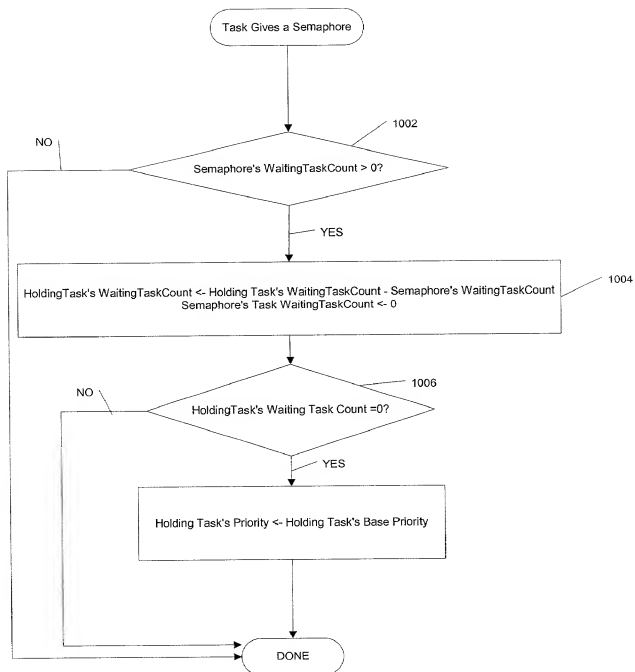 Task Gives a Semaphore
1002
NO
Semaphore's WaitingTaskCount > 0?
YES
1004
HoldingTask's WaitingTaskCount <- Holding Task's WaitingTaskCount - Semaphore's WaitingTaskCount
Semaphore's Task WaitingTaskCount <- 0
1006
NO
HoldingTask's Waiting Task Count =0?
YES
Holding Task's Priority <- Holding Task's Base Priority
DONE